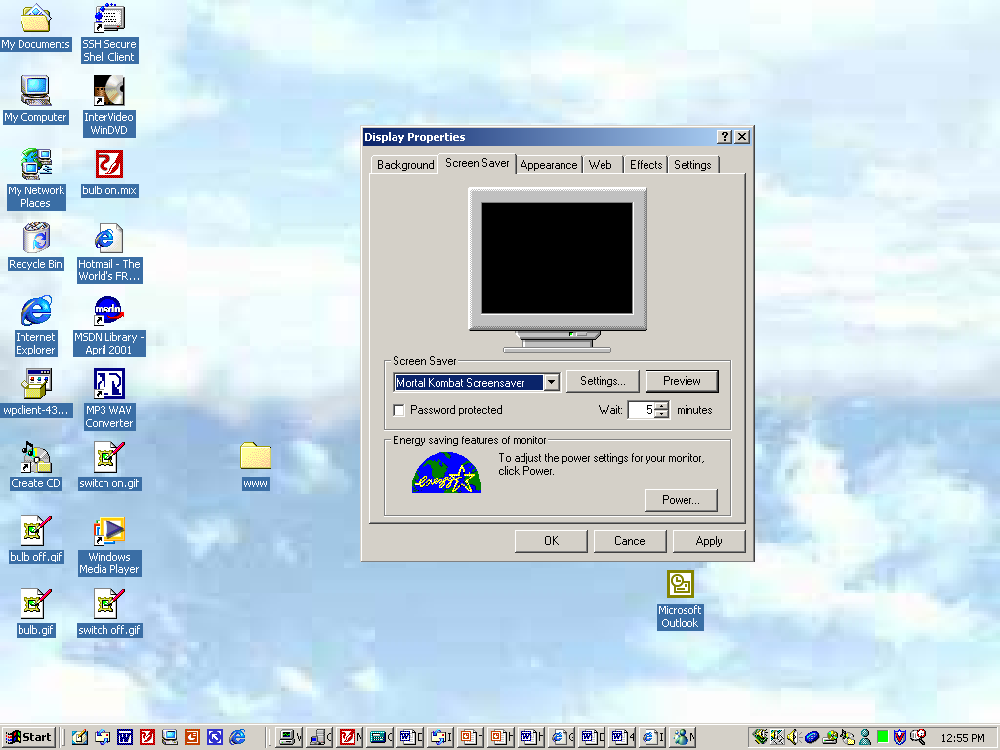 My Documents
SSH Secure
Shell Client
My Computer
InterVideo
WinDVD
My Network
Places
bulb on.mix
Recycle Bin
Hotmail - The
World's FR...
Internet
Explorer
msdn
MSDN Library -
April 2001
wpclient-43...
MP3 WAV
Converter
Create CD
switch on.gif
www
bulb off.gif
Windows
Media Player
bulb.gif
switch off.gif
Display Properties
Background Screen Saver Appearance Web Effects Settings
Screen Saver
Mortal Kombat Screensaver Settings... Preview
Password protected Wait: 5 minutes
Energy saving features of monitor
energy
To adjust the power settings for your monitor,
click Power.
Power...
OK Cancel Apply
Microsoft
Outlook
Start
12:55 PM